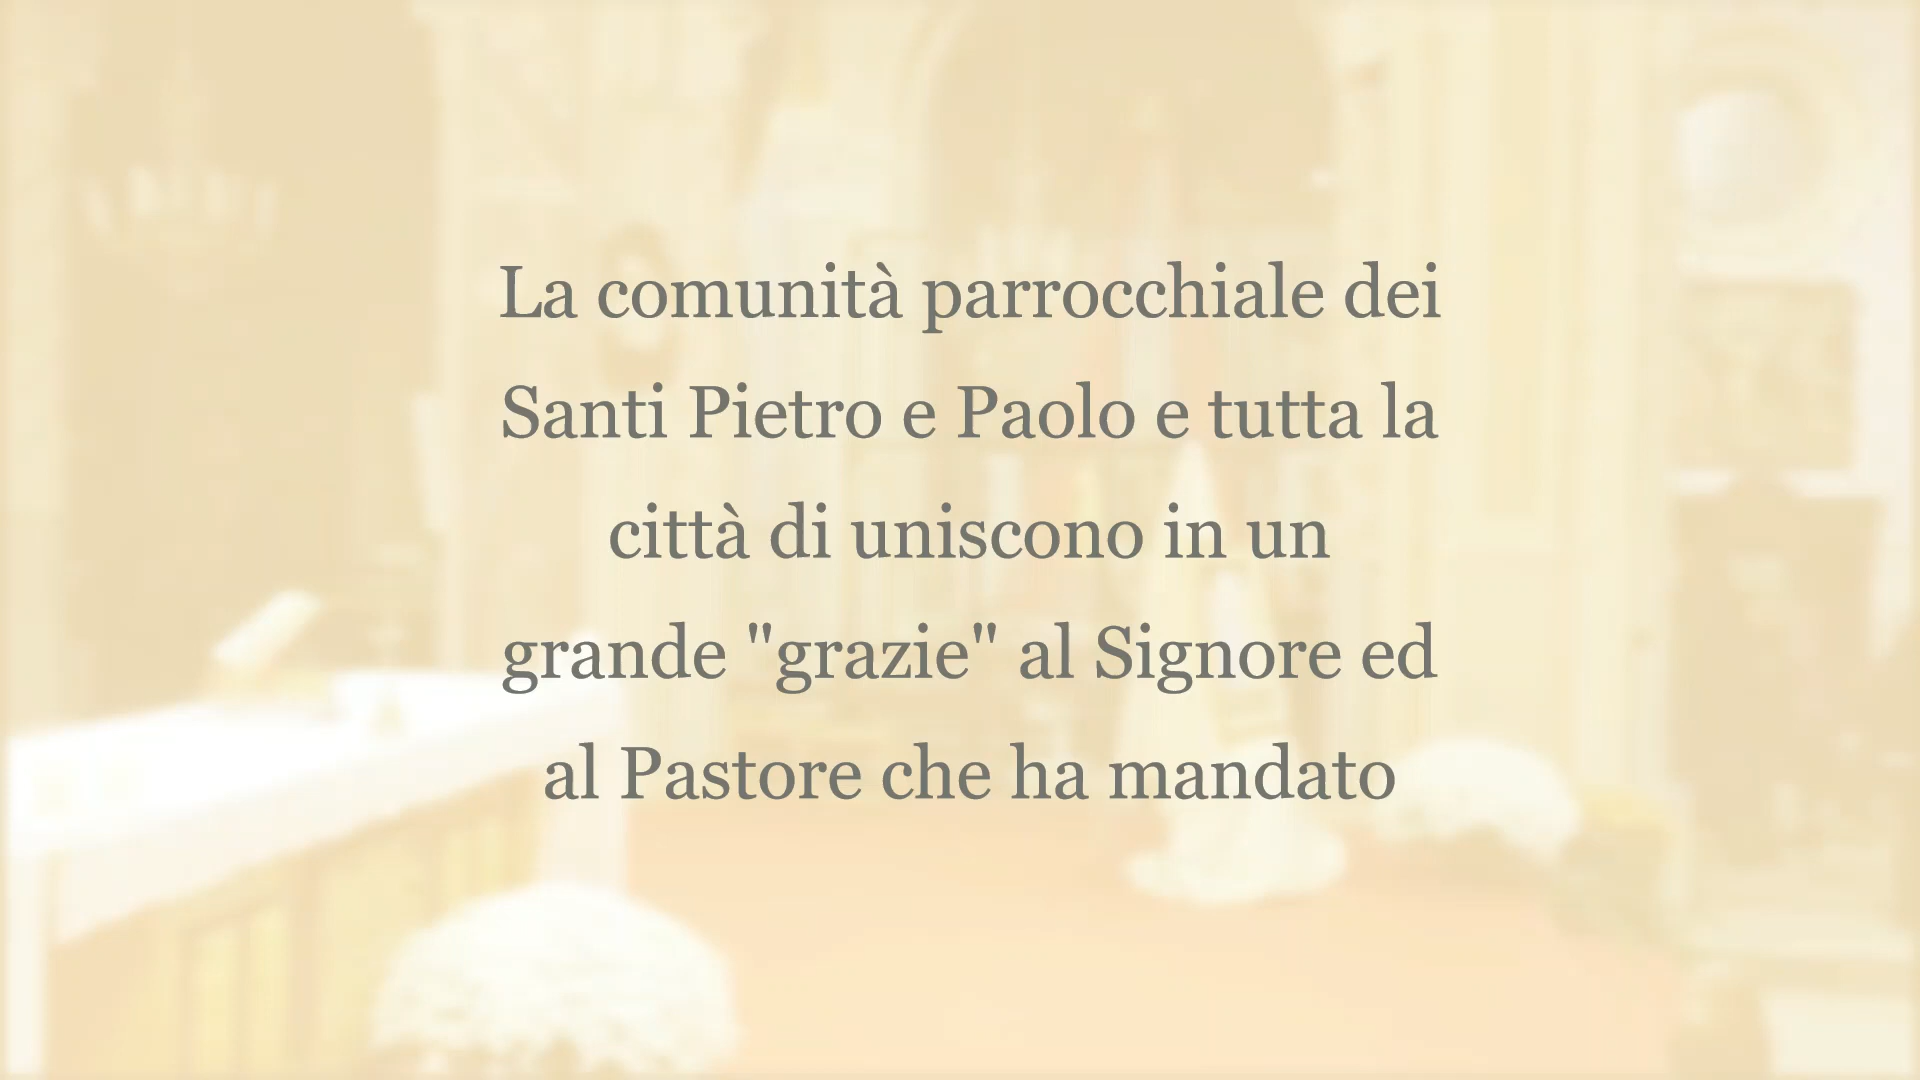 La comunità parrocchiale dei
Santi Pietro e Paolo e tutta la
città di uniscono in un
grande "grazie" al Signore ed
al Pastore che ha mandato